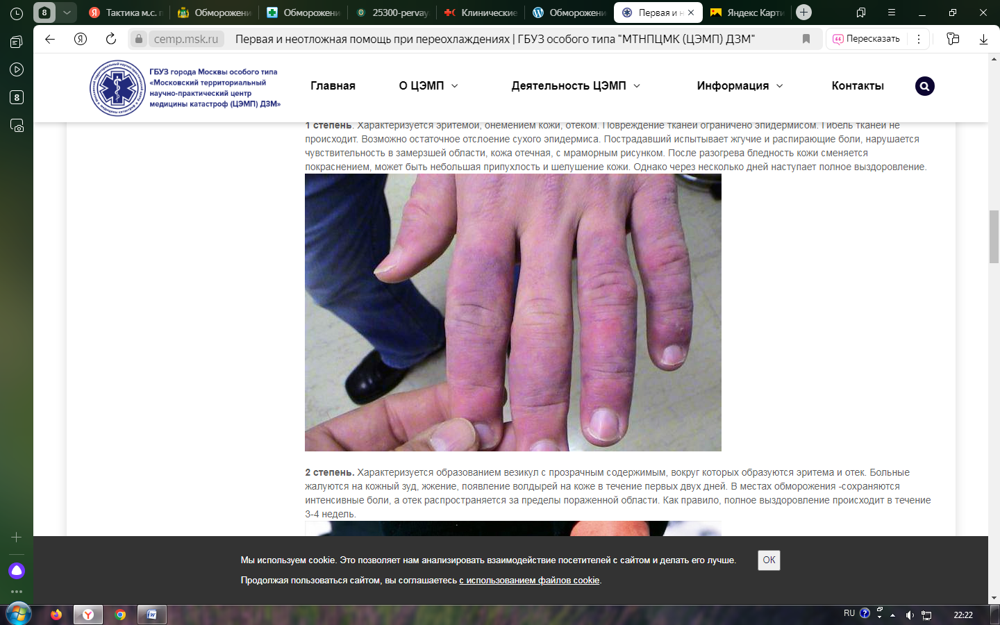 8
Тактика м.с. п
Обморожени
Обморожени
25300-pervay
Клинические
Обморожени
Первая и н
Яндекс Карти
cemp.msk.ru
Первая и неотложная помощь при переохлаждениях | ГБУЗ особого типа "МТНПЦМК (ЦЭМП) ДЗМ"
Пересказать
8
ГБУЗ города Москвы особого типа
«Московский территориальный
научно-практический центр
медицины катастроф (ЦЭМП) ДЗМ»
Главная
О ЦЭМП
Деятельность ЦЭМП
Информация
Контакты
1 степень. Характеризуется эритемой, онемением кожи, отеком. Повреждение тканей ограничено эпидермисом. Гибель тканей не
происходит. Возможно остаточное отслоение сухого эпидермиса. Пострадавший испытывает жгучие и распирающие боли, нарушается
чувствительность в замерзшей области, кожа отечная, с мраморным рисунком. После разогрева бледность кожи сменяется
покраснением, может быть небольшая припухлость и шелушение кожи. Однако через несколько дней наступает полное выздоровление.
2 степень. Характеризуется образованием везикул с прозрачным содержимым, вокруг которых образуются эритема и отек. Больные
жалуются на кожный зуд, жжение, появление волдырей на коже в течение первых двух дней. В местах обморожения -сохраняются
интенсивные боли, а отек распространяется за пределы пораженной области. Как правило, полное выздоровление происходит в течение
3-4 недель.
Мы используем cookie. Это позволяет нам анализировать взаимодействие посетителей с сайтом и делать его лучше.
ОК
Продолжая пользоваться сайтом, вы соглашаетесь с использованием файлов cookie.
RU
22:22